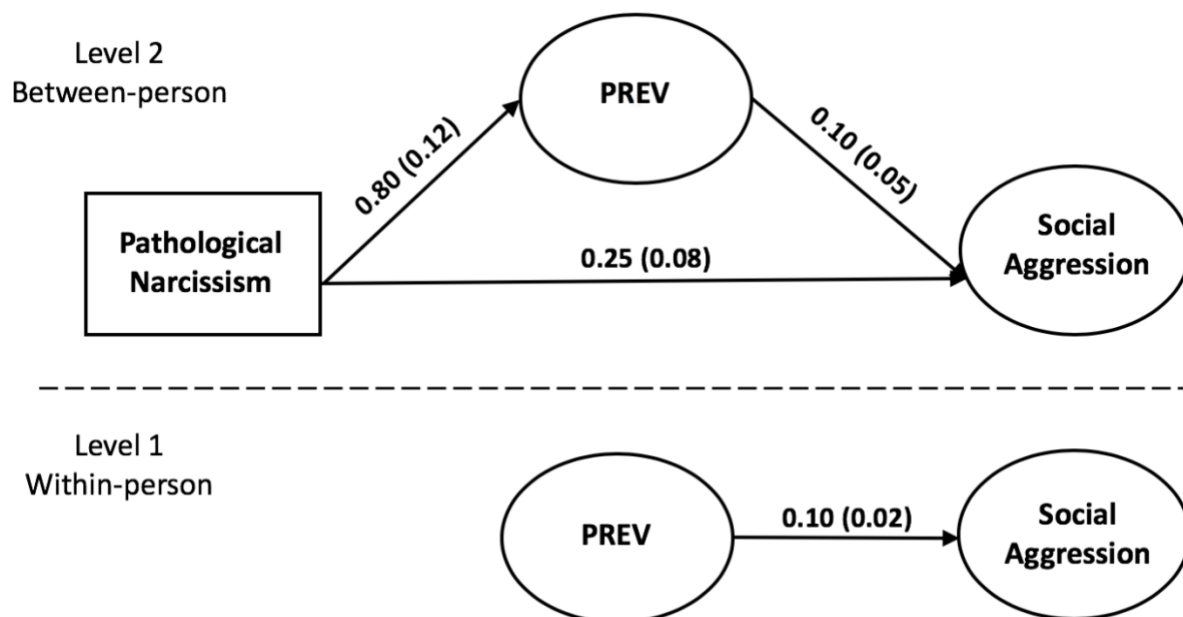 Level 2
Between-person
PREV
0.80 (0.12)
0.10 (0.05)
Pathological
Narcissism
0.25 (0.08)
Social
Aggression
Level 1
Within-person
PREV
0.10 (0.02)
Social
Aggression